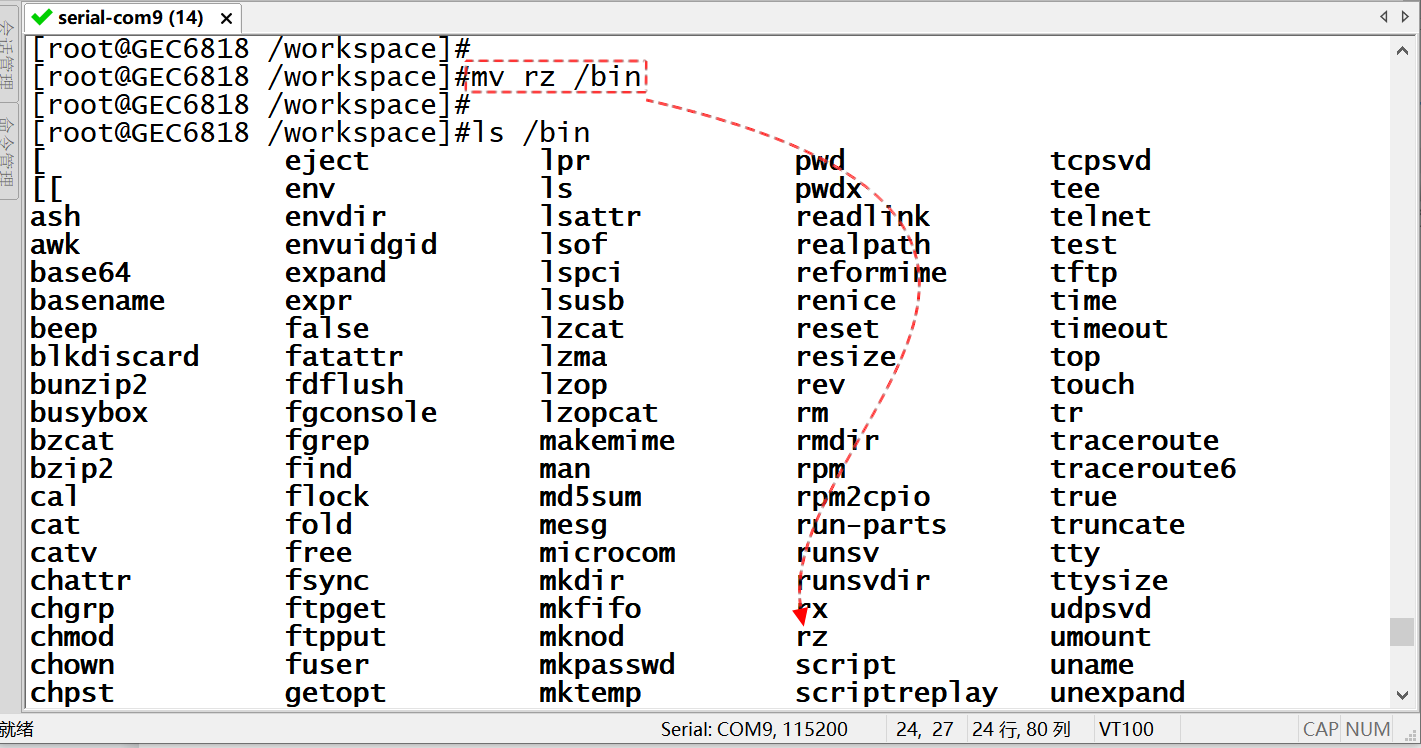 serial-com9 (14) ×
会话管理
命令管理
[root@GEC6818 /workspace]#
[root@GEC6818 /workspace]#mv rz /bin
[root@GEC6818 /workspace]#
[root@GEC6818 /workspace]#ls /bin
[ eject lpr pwd tcpsvd
[[ env ls pwdx tee
ash envdir lsattr readlink telnet
awk envuidgid lsof realpath test
base64 expand lspci reformime tftp
basename expr lsusb renice time
beep false lzcat reset timeout
blkdiscard fatattr lzma resize top
bunzip2 fdflush lzop rev touch
busybox fgconsole lzopcat rm tr
bzcat fgrep makemime rmdir traceroute
bzip2 find man rpm traceroute6
cal flock md5sum rpm2cpio true
cat fold mesg run-parts truncate
catv free microcom runsv tty
chattr fsync mkdir runsvdir ttysize
chgrp ftpget mkfifo rx udpsvd
chmod ftpput mknod rz umount
chown fuser mkpasswd script uname
chpst getopt mktemp scriptreplay unexpand
就绪 Serial: COM9, 115200 24, 27 24 行, 80 列 VT100 CAP NUM